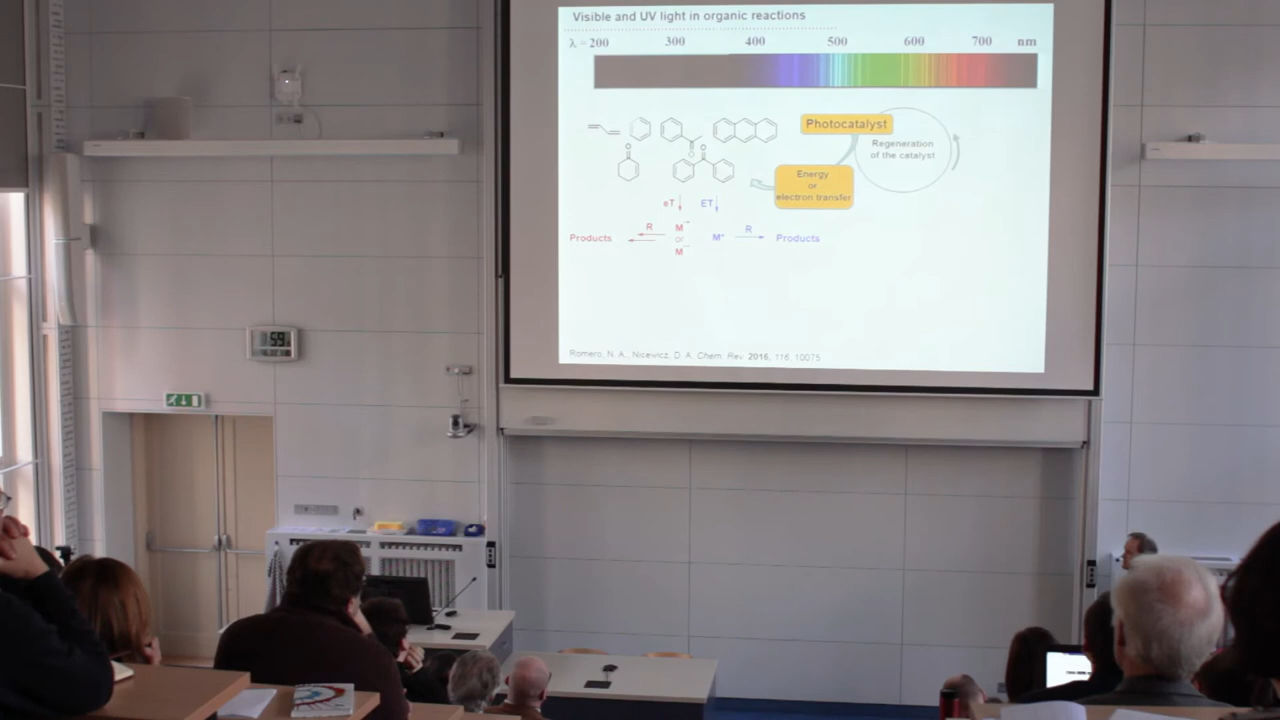 Visible and UV light in organic reactions
λ = 200 300 400 500 600 700 nm
Photocatalyst
Regeneration
of the catalyst
Energy
or
electron transfer
eT ET
Products R M
or
M
M* R Products
Romero, N. A., Nicewicz, D. A. Chem. Rev. 2016, 116, 10075